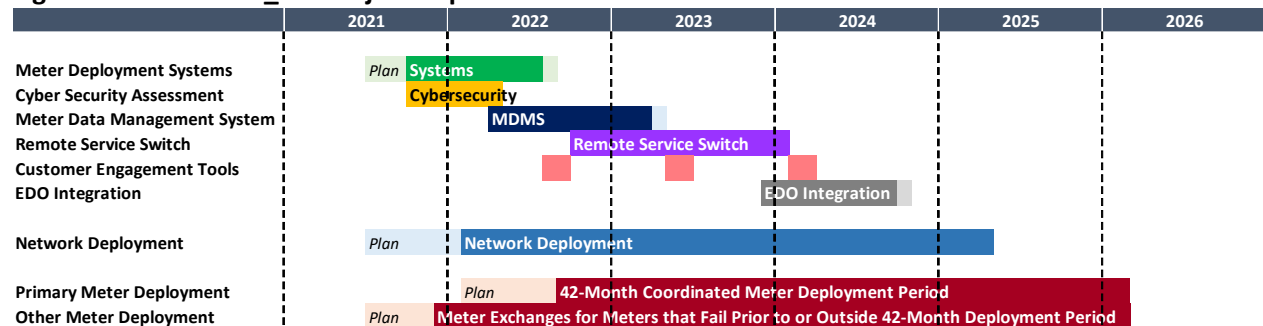 2021 2022 2023 2024 2025 2026
Meter Deployment Systems Plan Systems
Cyber Security Assessment Cybersecurity
Meter Data Management System MDMS
Remote Service Switch Remote Service Switch
Customer Engagement Tools
EDO Integration EDO Integration
Network Deployment Plan Network Deployment
Primary Meter Deployment Plan 42-Month Coordinated Meter Deployment Period
Other Meter Deployment Plan Meter Exchanges for Meters that Fail Prior to or Outside 42-Month Deployment Period